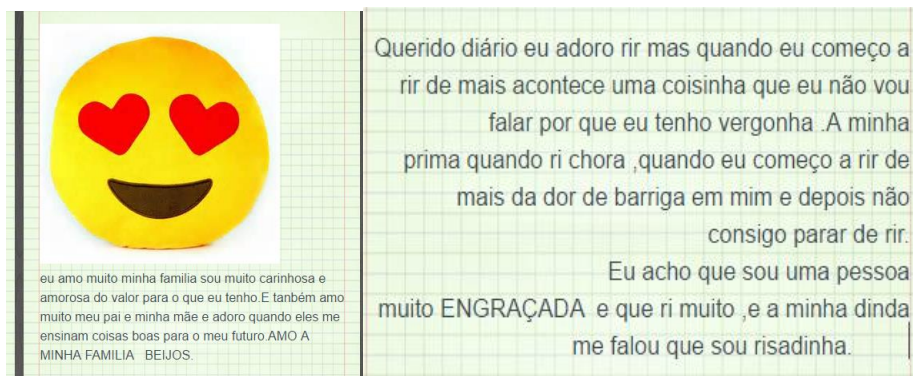 eu amo muito minha familia sou muito carinhosa e
amorosa do valor para o que eu tenho.E tanbém amo
muito meu pai e minha mãe e adoro quando eles me
ensinam coisas boas para o meu futuro.AMO A
MINHA FAMILIA   BEIJOS.
Querido diário eu adoro rir mas quando eu começo a
rir de mais acontece uma coisinha que eu não vou
falar por que eu tenho vergonha .A minha
prima quando ri chora ,quando eu começo a rir de
mais da dor de barriga em mim e depois não
consigo parar de rir.
Eu acho que sou uma pessoa
muito ENGRAÇADA  e que ri muito ,e a minha dinda
me falou que sou risadinha.